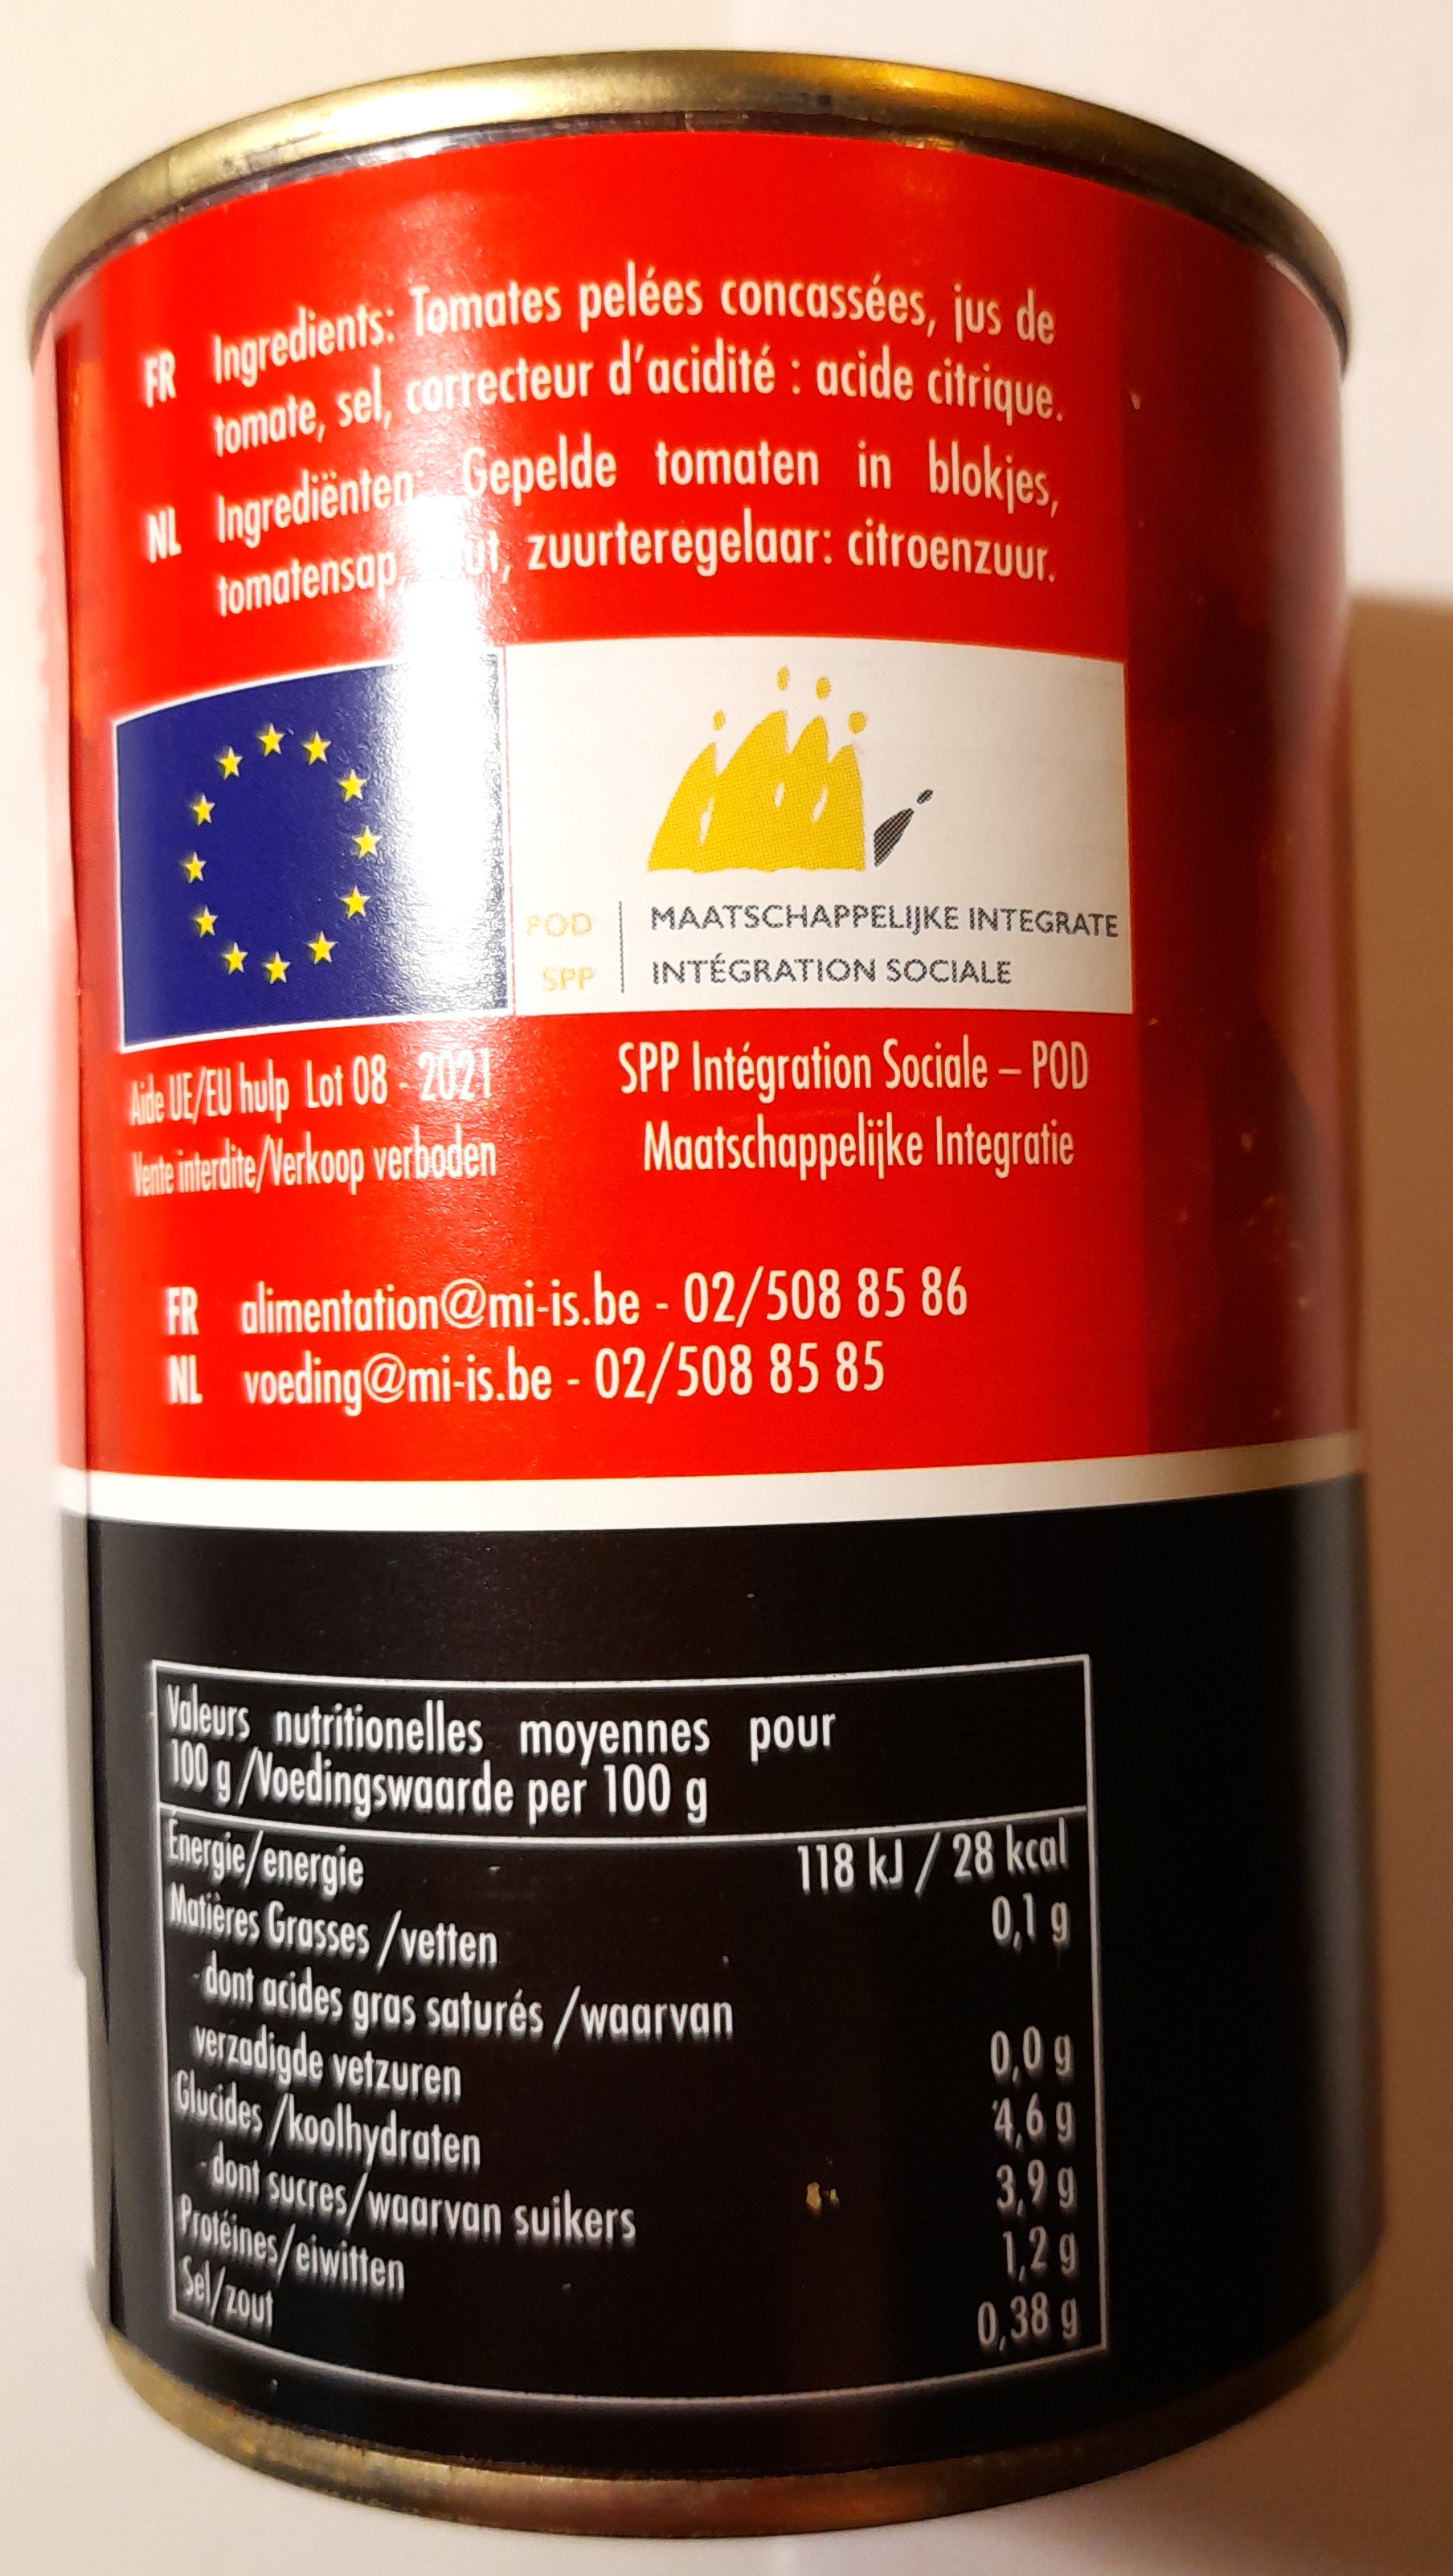 FR Ingredients: Tomates pelées concassées, jus de
tomate, sel, correcteur d'acidité : acide citrique.
NL Ingrediënten: Gepelde tomaten in blokjes,
tomatensap, zuurteregelaar: citroenzuur.
POD MAATSCHAPPELIJKE INTEGRATE
SPP INTÉGRATION SOCIALE
Aide UE/EU hulp Lot 08 - 2021
Vente interdite/Verkoop verboden
SPP Intégration Sociale – POD
Maatschappelijke Integratie
FR alimentation@mi-is.be - 02/508 85 86
NL voeding@mi-is.be - 02/508 85 85
Valeurs nutritionelles moyennes pour
100 g /Voedingswaarde per 100 g
Énergie/energie 118 kJ / 28 kcal
Matières Grasses /vetten 0,1 g
- dont acides gras saturés /waarvan
verzadigde vetzuren 0,0 g
Glucides /koolhydraten 4,6 g
- dont sucres/waarvan suikers 3,9 g
Protéines/eiwitten 1,2 g
Sel/zout 0,38 g